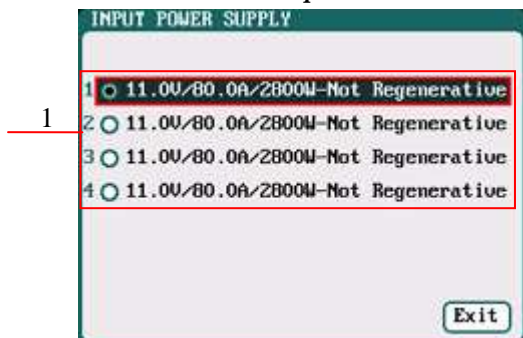 INPUT POWER SUPPLY
1 11.0V/80.0A/2800W-Not Regenerative
1
2 11.0V/80.0A/2800W-Not Regenerative
3 11.0V/80.0A/2800W-Not Regenerative
4 11.0V/80.0A/2800W-Not Regenerative
Exit